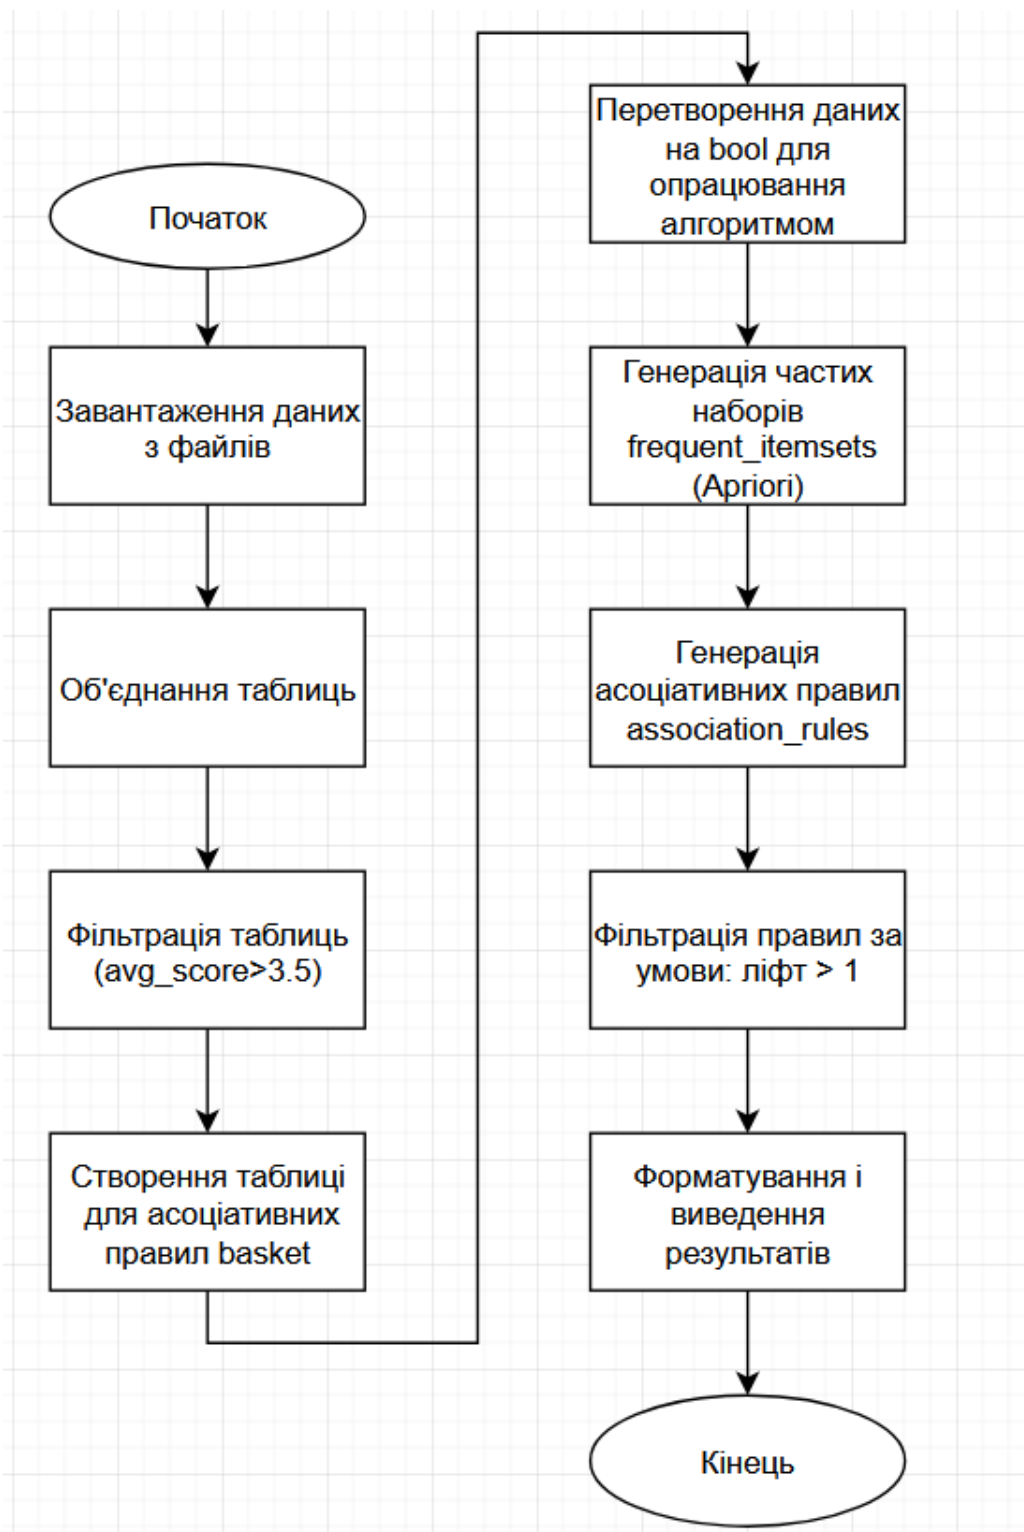 Початок
Завантаження даних
з файлів
Об'єднання таблиць
Фільтрація таблиць
(avg_score>3.5)
Створення таблиці
для асоціативних
правил basket
Перетворення даних
на bool для
опрацювання
алгоритмом
Генерація частих
наборів
frequent_itemsets
(Apriori)
Генерація
асоціативних правил
association_rules
Фільтрація правил за
умови: ліфт > 1
Форматування і
виведення
результатів
Кінець